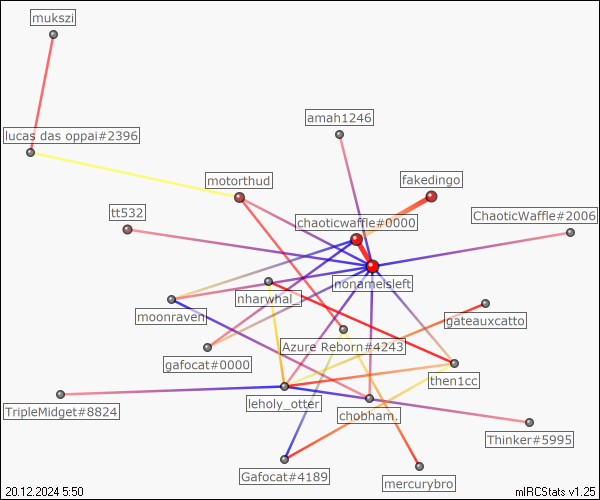 mukszi
lucas das oppai#2396
amah1246
motorthud
fakedingo
tt532
chaoticwaffle#0000
ChaoticWaffle#2006
nonameisleft
nharwhal_
moonraven
gateauxcatto
Azure Reborn#4243
gafocat#0000
then1cc
leholy_otter
TripleMidget#8824
chobham.
Thinker#5995
Gafocat#4189
mercurybro
20.12.2024 5:50
mIRCStats v1.25